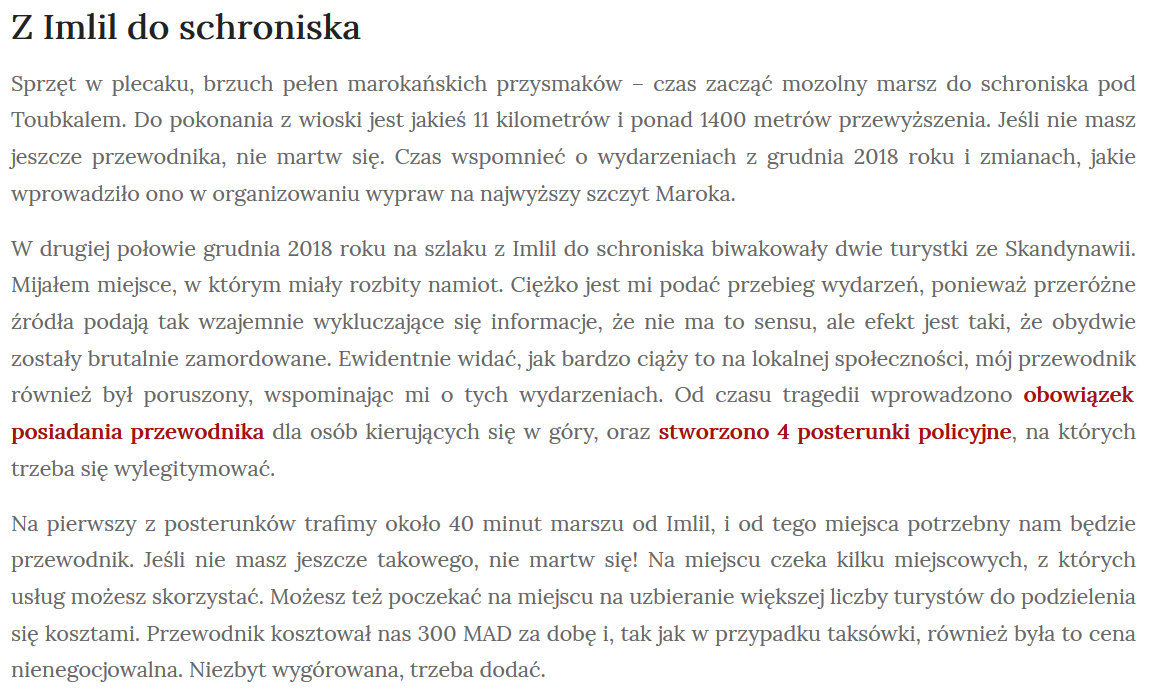 Z Imlil do schroniska
Sprzęt w plecaku, brzuch pełen marokańskich przysmaków – czas zacząć mozolny marsz do schroniska pod
Toubkalem. Do pokonania z wioski jest jakieś 11 kilometrów i ponad 1400 metrów przewyższenia. Jeśli nie masz
jeszcze przewodnika, nie martw się. Czas wspomnieć o wydarzeniach z grudnia 2018 roku i zmianach, jakie
wprowadziło ono w organizowaniu wypraw na najwyższy szczyt Maroka.
W drugiej połowie grudnia 2018 roku na szlaku z Imlil do schroniska biwakowały dwie turystki ze Skandynawii.
Mijałem miejsce, w którym miały rozbity namiot. Ciężko jest mi podać przebieg wydarzeń, ponieważ przeróżne
źródła podają tak wzajemnie wykluczające się informacje, że nie ma to sensu, ale efekt jest taki, że obydwie
zostały brutalnie zamordowane. Ewidentnie widać, jak bardzo ciąży to na lokalnej społeczności, mój przewodnik
również był poruszony, wspominając mi o tych wydarzeniach. Od czasu tragedii wprowadzono obowiązek
posiadania przewodnika dla osób kierujących się w góry, oraz stworzono 4 posterunki policyjne, na których
trzeba się wylegitymować.
Na pierwszy z posterunków trafimy około 40 minut marszu od Imlil, i od tego miejsca potrzebny nam będzie
przewodnik. Jeśli nie masz jeszcze takowego, nie martw się! Na miejscu czeka kilku miejscowych, z których
usług możesz skorzystać. Możesz też poczekać na miejscu na uzbieranie większej liczby turystów do podzielenia
się kosztami. Przewodnik kosztował nas 300 MAD za dobę i, tak jak w przypadku taksówki, również była to cena
nienegocjowalna. Niezbyt wygórowana, trzeba dodać.